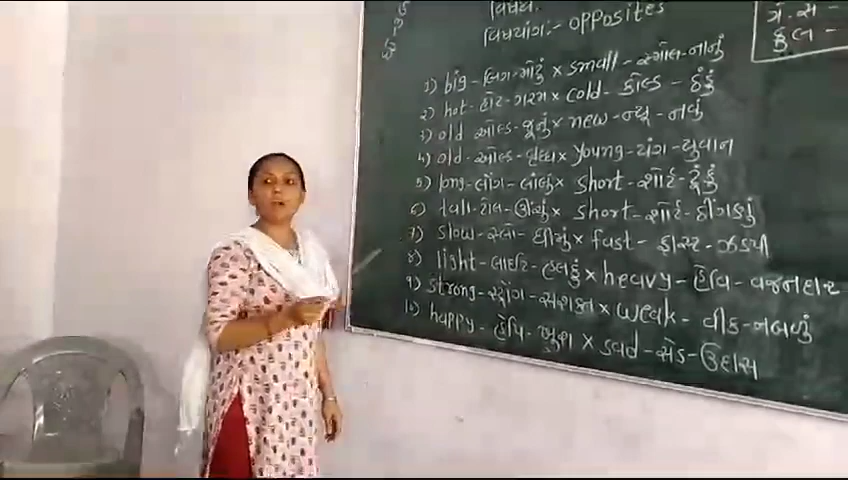 વિષય:
વિષયાંગ:- OPPOSITES
ગં. સ -
કુલ -
1) big - બિગ - મોટું × small - સ્મોલ - નાનું
2) hot - હોટ - ગરમ × cold - કોલ્ડ - ઠંડું
3) old - ઓલ્ડ - જૂનું × new - ન્યૂ - નવું
4) old - ઓલ્ડ - વૃધ્ધ × young - યંગ - યુવાન
5) long - લોંગ - લાંબું × short - શોર્ટ - ટૂંકું
6) tall - ટોલ - ઊંચું × short - શોર્ટ - ઠીંગણું
7) slow - સ્લો - ધીમું × fast - ફાસ્ટ - ઝડપી
8) light - લાઈટ - હલકું × heavy - હેવિ - વજનદાર
9) strong - સ્ટ્રોંગ - સશક્ત × weak - વીક - નબળું
10) happy - હેપિ - ખુશ × sad - સેડ - ઉદાસ